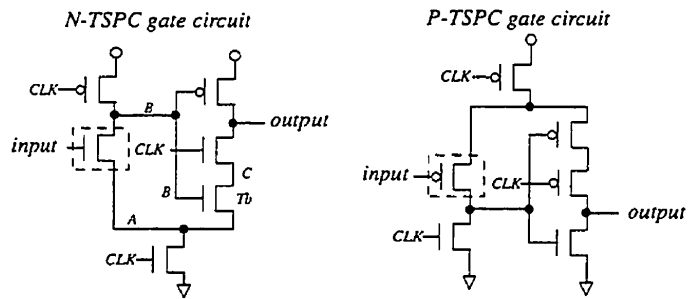 N-TSPC gate circuit
CLK
B
input
CLK
output
C
B
Tb
A
CLK
P-TSPC gate circuit
CLK
input
CLK
output
CLK